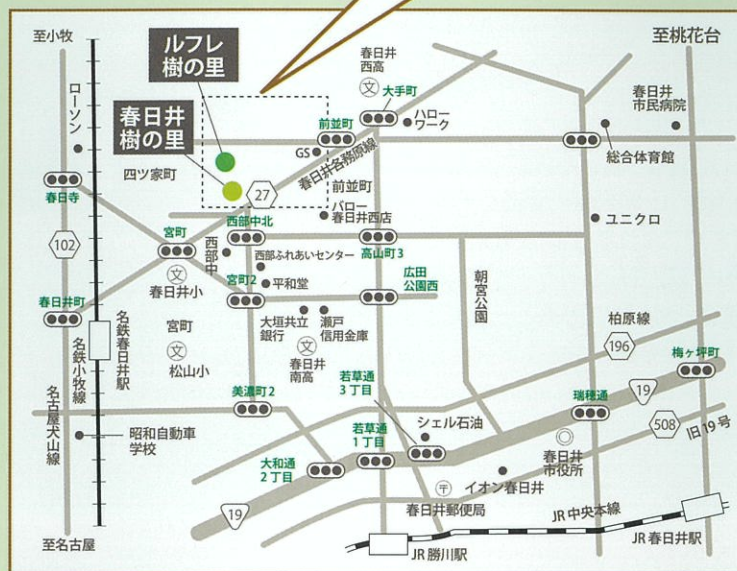 至小牧
ルフレ
樹の里
春日井
西高
文
大手町
至桃花台
ローソン
春日井
樹の里
前並町
ハロー
ワーク
春日井
市民病院
GS
春日井各務原線
総合体育館
四ツ家町
春日寺
27
前並町
バロー
春日井西店
ユニクロ
102
宮町
西部中北
西部中
西部ふれあいセンター
高山町3
文
春日井小
宮町2
平和堂
広田
公園西
朝宮公園
春日井町
名鉄春日井駅
名鉄小牧線
名古屋犬山線
宮町
文
松山小
大垣共立
銀行
瀬戸
信用金庫
文
春日井
南高
柏原線
196
梅ヶ坪町
美濃町2
若草通
3丁目
19
瑞穂通
508
旧19号
昭和自動車
学校
シェル石油
若草通
1丁目
大和通
2丁目
春日井
市役所
イオン春日井
〒
春日井郵便局
19
JR中央本線
JR春日井駅
至名古屋
JR勝川駅